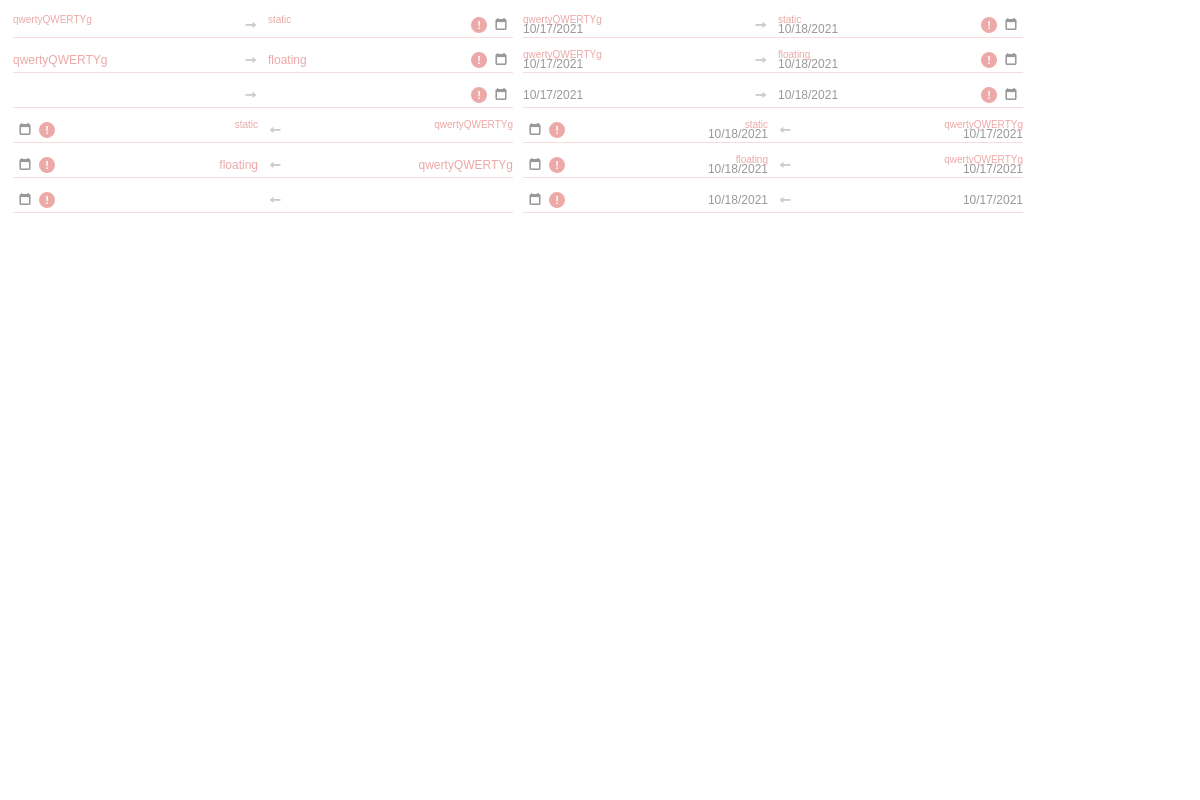 qwertyQWERTYg → static ! qwertyQWERTYg → static !
10/17/2021 10/18/2021
qwertyQWERTYg → floating ! qwertyQWERTYg → floating !
10/17/2021 10/18/2021
→ ! 10/17/2021 → 10/18/2021 !
! static ← qwertyQWERTYg ! static ← qwertyQWERTYg
10/18/2021 10/17/2021
! floating ← qwertyQWERTYg ! floating ← qwertyQWERTYg
10/18/2021 10/17/2021
! ← ! 10/18/2021 ← 10/17/2021